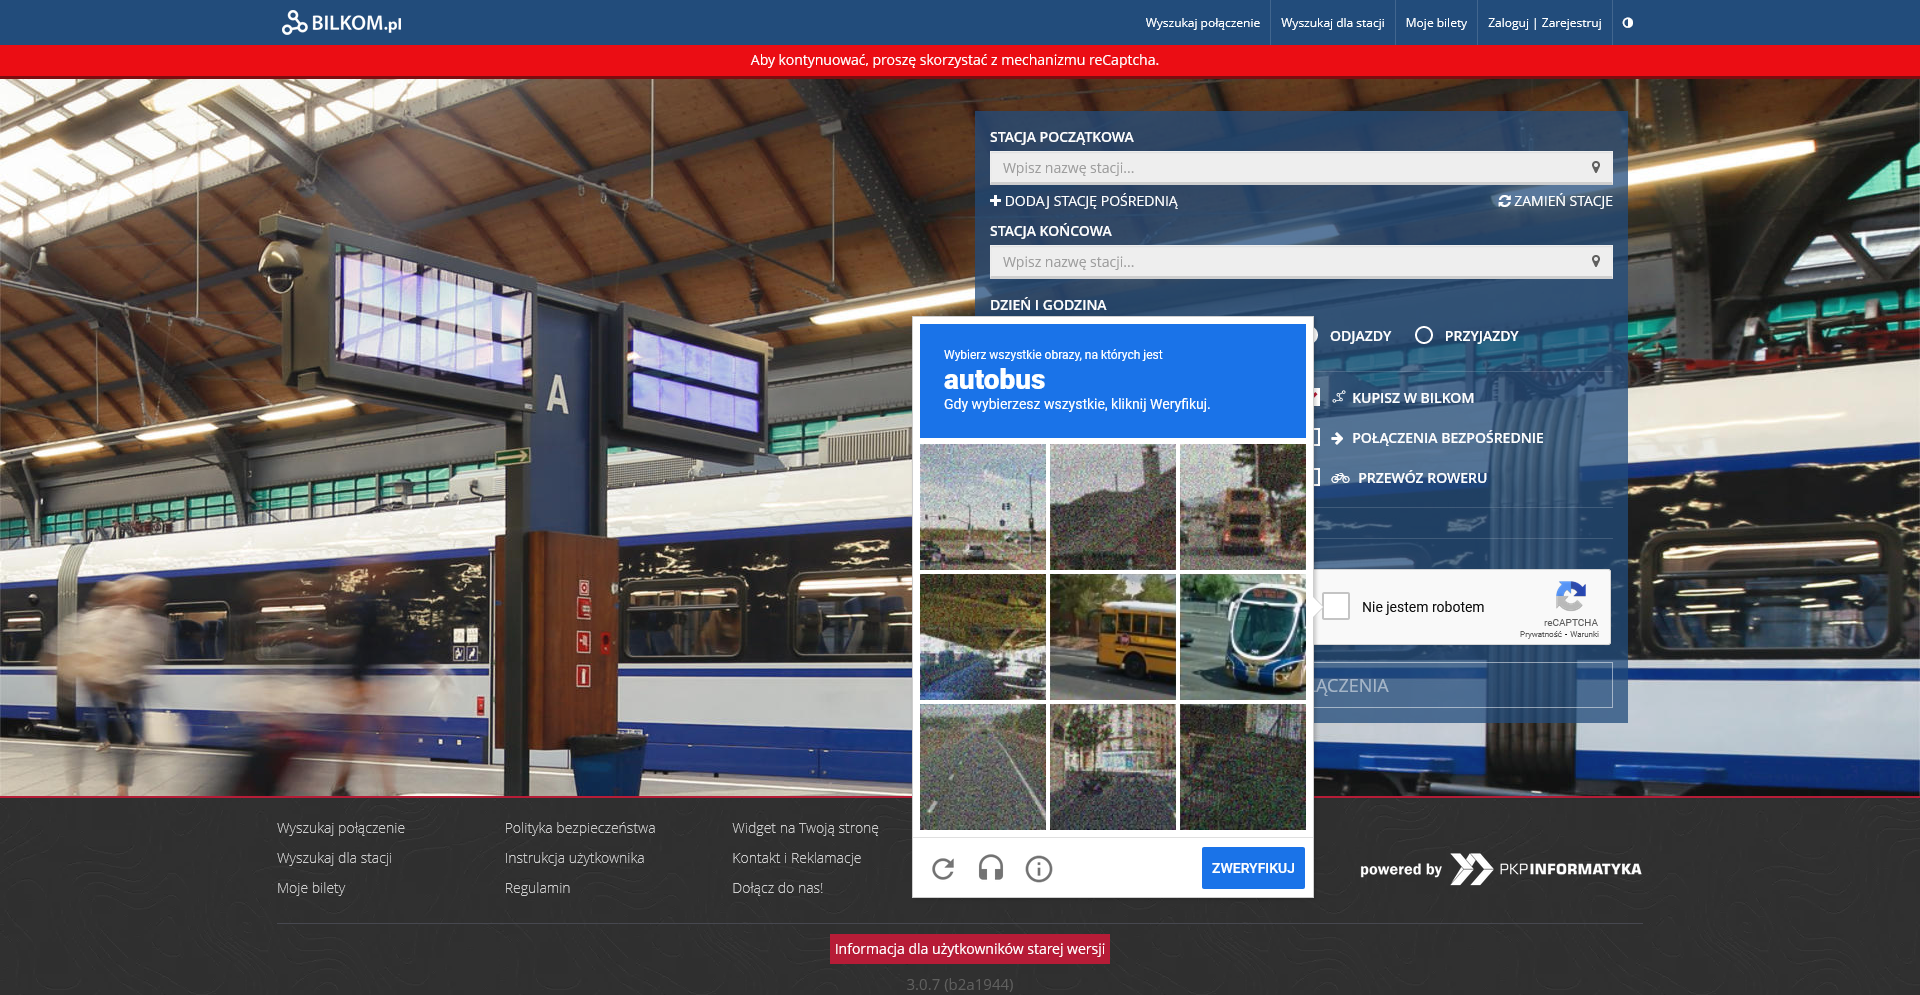 BILKOM.pl
Wyszukaj połączenie
Wyszukaj dla stacji
Moje bilety
Zaloguj | Zarejestruj
Aby kontynuować, proszę skorzystać z mechanizmu reCaptcha.
STACJA POCZĄTKOWA
Wpisz nazwę stacji...
DODAJ STACJĘ POŚREDNIĄ
ZAMIEŃ STACJE
STACJA KOŃCOWA
Wpisz nazwę stacji...
DZIEŃ I GODZINA
ODJAZDY
PRZYJAZDY
KUPISZ W BILKOM
POŁĄCZENIA BEZPOŚREDNIE
PRZEWÓZ ROWERU
A
Wybierz wszystkie obrazy, na których jest
autobus
Gdy wybierzesz wszystkie, kliknij Weryfikuj.
Nie jestem robotem
reCAPTCHA
Prywatność - Warunki
ĄCZENIA
ZWERYFIKUJ
Wyszukaj połączenie
Wyszukaj dla stacji
Moje bilety
Polityka bezpieczeństwa
Instrukcja użytkownika
Regulamin
Widget na Twoją stronę
Kontakt i Reklamacje
Dołącz do nas!
powered by PKPINFORMATYKA
Informacja dla użytkowników starej wersji
3.0.7 (b2a1944)